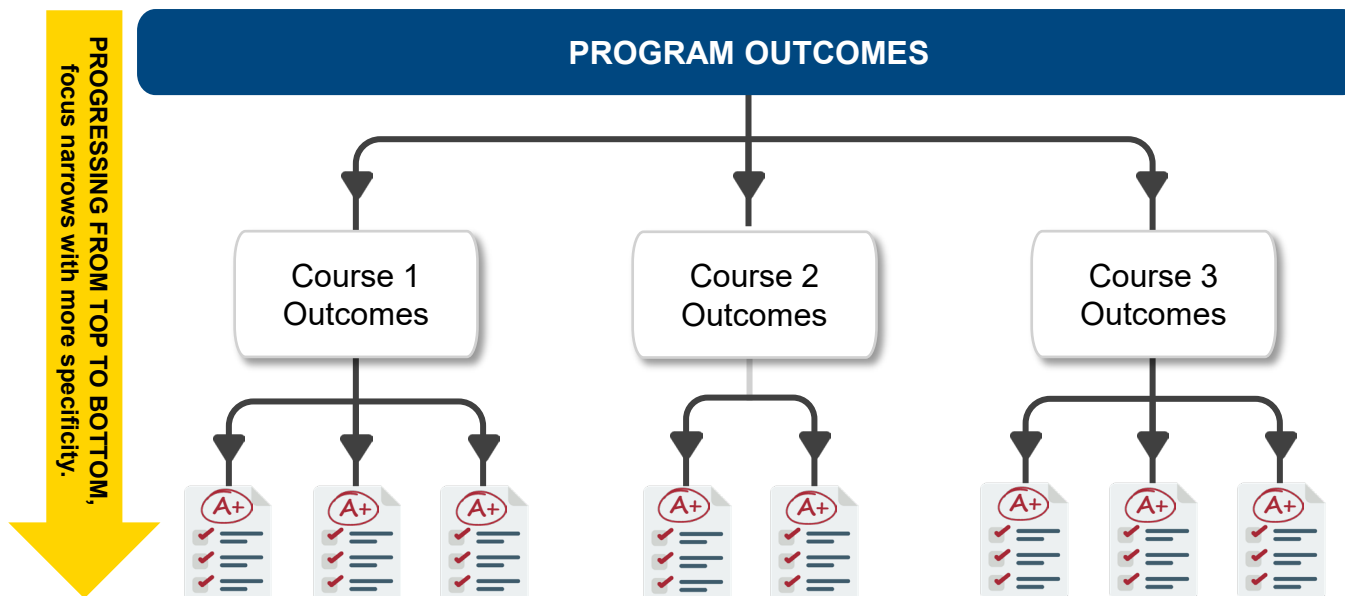 PROGRESSING FROM TOP TO BOTTOM,
focus narrows with more specificity.
PROGRAM OUTCOMES
Course 1
Outcomes
Course 2
Outcomes
Course 3
Outcomes
A+
A+
A+
A+
A+
A+
A+
A+